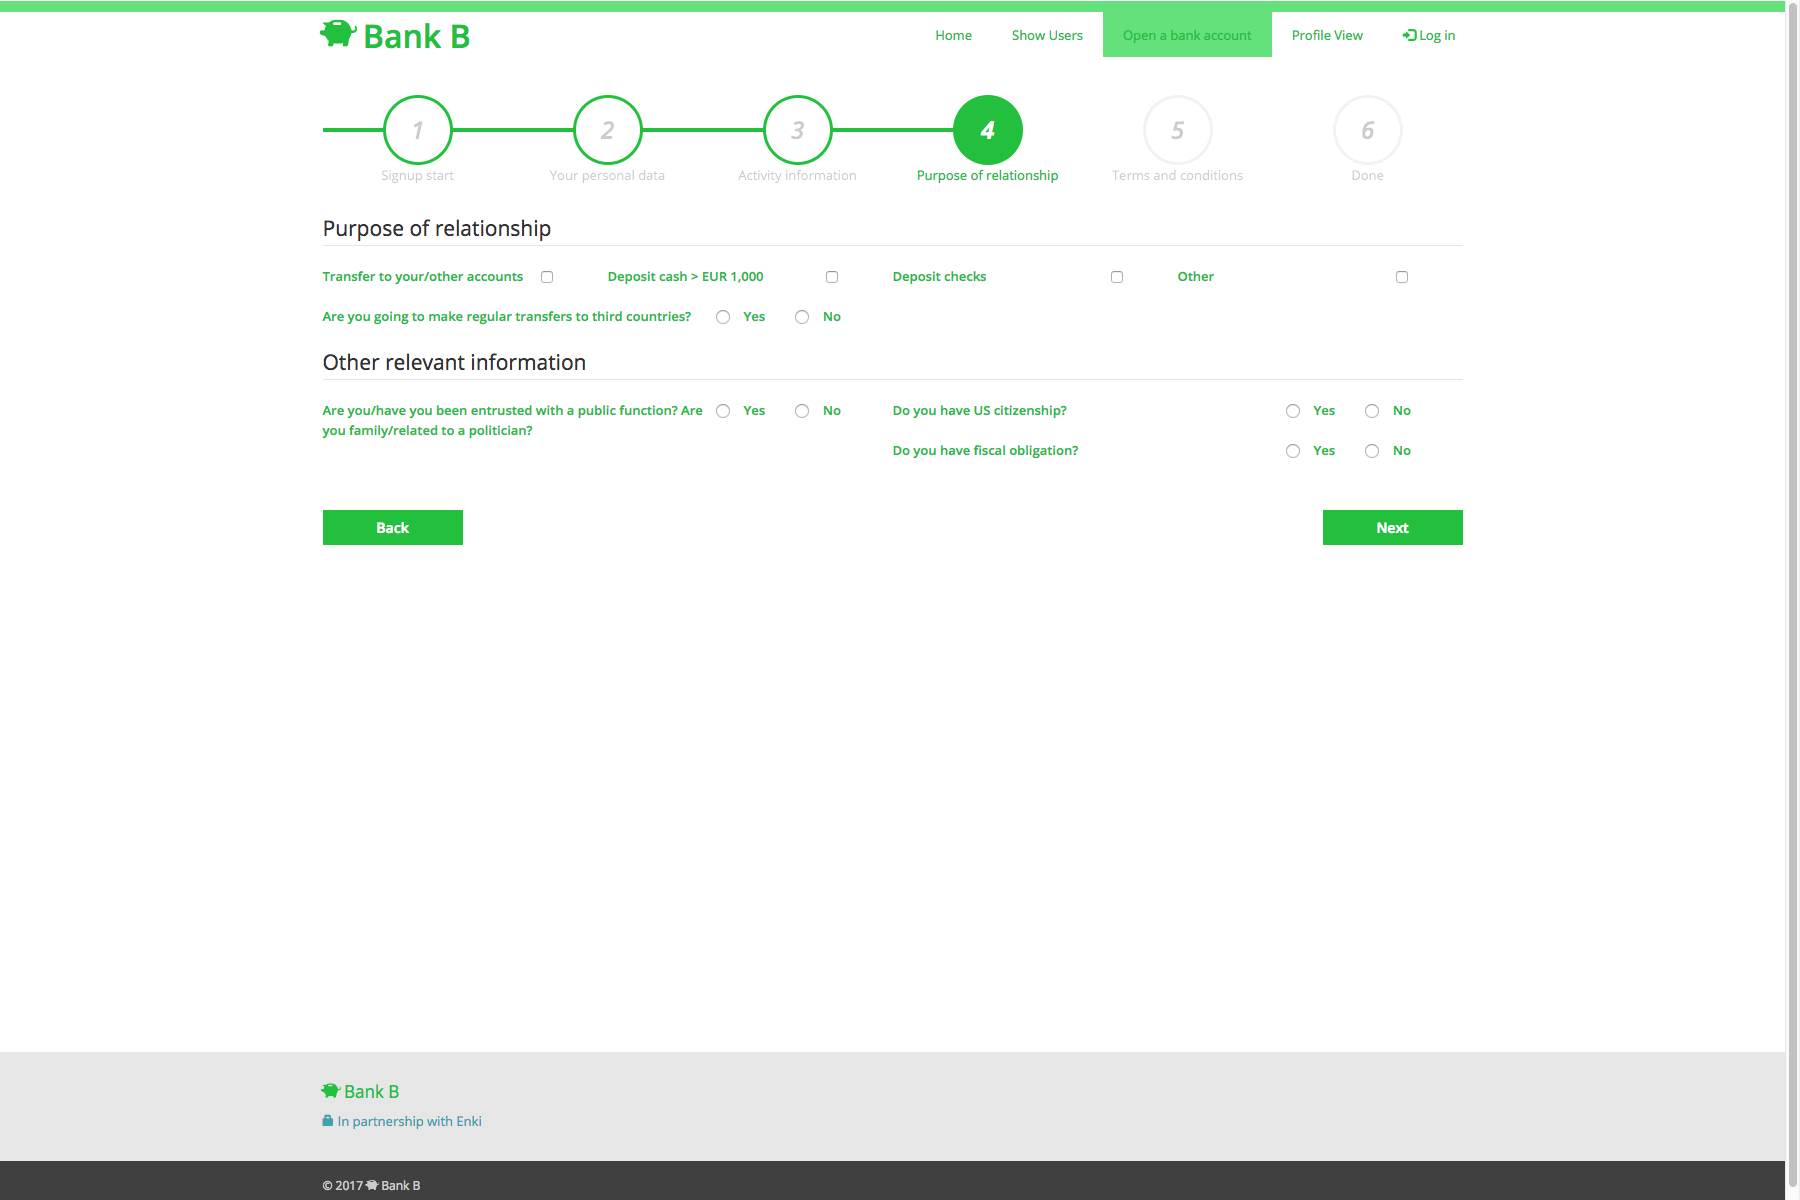 Bank B
Home Show Users Open a bank account Profile View Log in
1 2 3 4 5 6
Signup start Your personal data Activity information Purpose of relationship Terms and conditions Done
Purpose of relationship
Transfer to your/other accounts Deposit cash > EUR 1,000 Deposit checks Other
Are you going to make regular transfers to third countries? Yes No
Other relevant information
Are you/have you been entrusted with a public function? Are you family/related to a politician? Yes No
Do you have US citizenship? Yes No
Do you have fiscal obligation? Yes No
Back Next
Bank B
In partnership with Enki
© 2017 Bank B